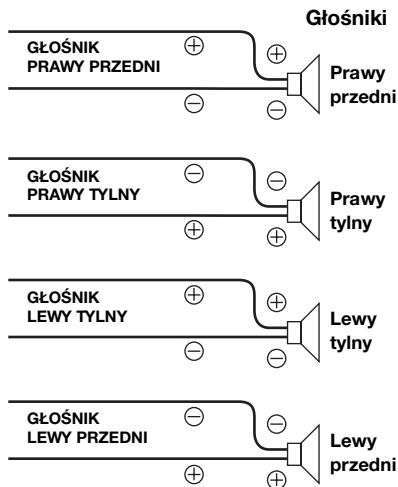 Głośniki
GŁOŚNIK
PRAWY PRZEDNI
⊕
⊕
⊖
⊖
Prawy
przedni
GŁOŚNIK
PRAWY TYLNY
⊖
⊖
⊕
⊕
Prawy
tylny
GŁOŚNIK
LEWY TYLNY
⊕
⊕
⊖
⊖
Lewy
tylny
GŁOŚNIK
LEWY PRZEDNI
⊖
⊖
⊕
⊕
Lewy
przedni